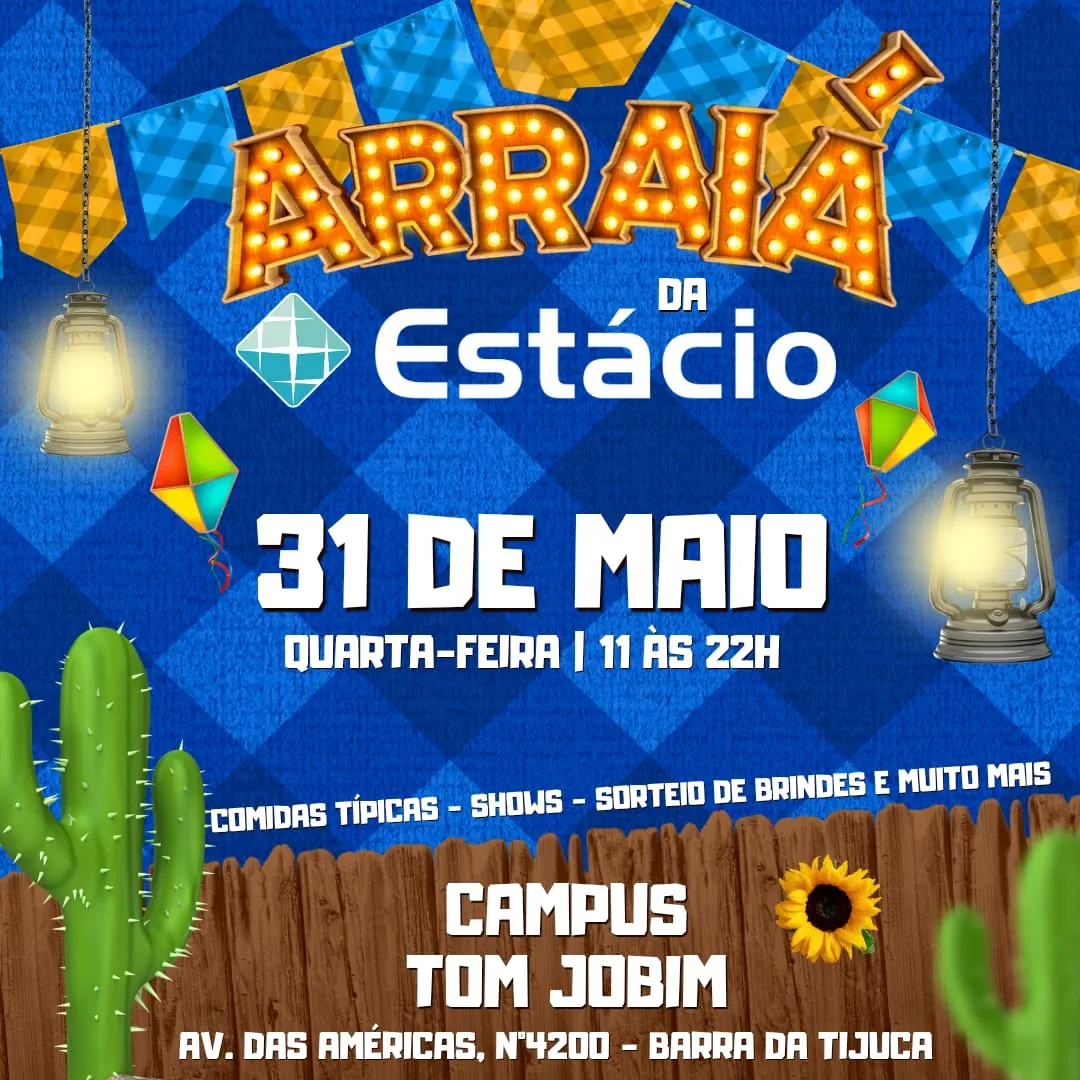 ARRAIÁ
DA
Estácio
31 DE MAIO
QUARTA-FEIRA | 11 ÀS 22H
COMIDAS TÍPICAS - SHOWS - SORTEIO DE BRINDES E MUITO MAIS
CAMPUS
TOM JOBIM
AV. DAS AMÉRICAS, N°4200 - BARRA DA TIJUCA